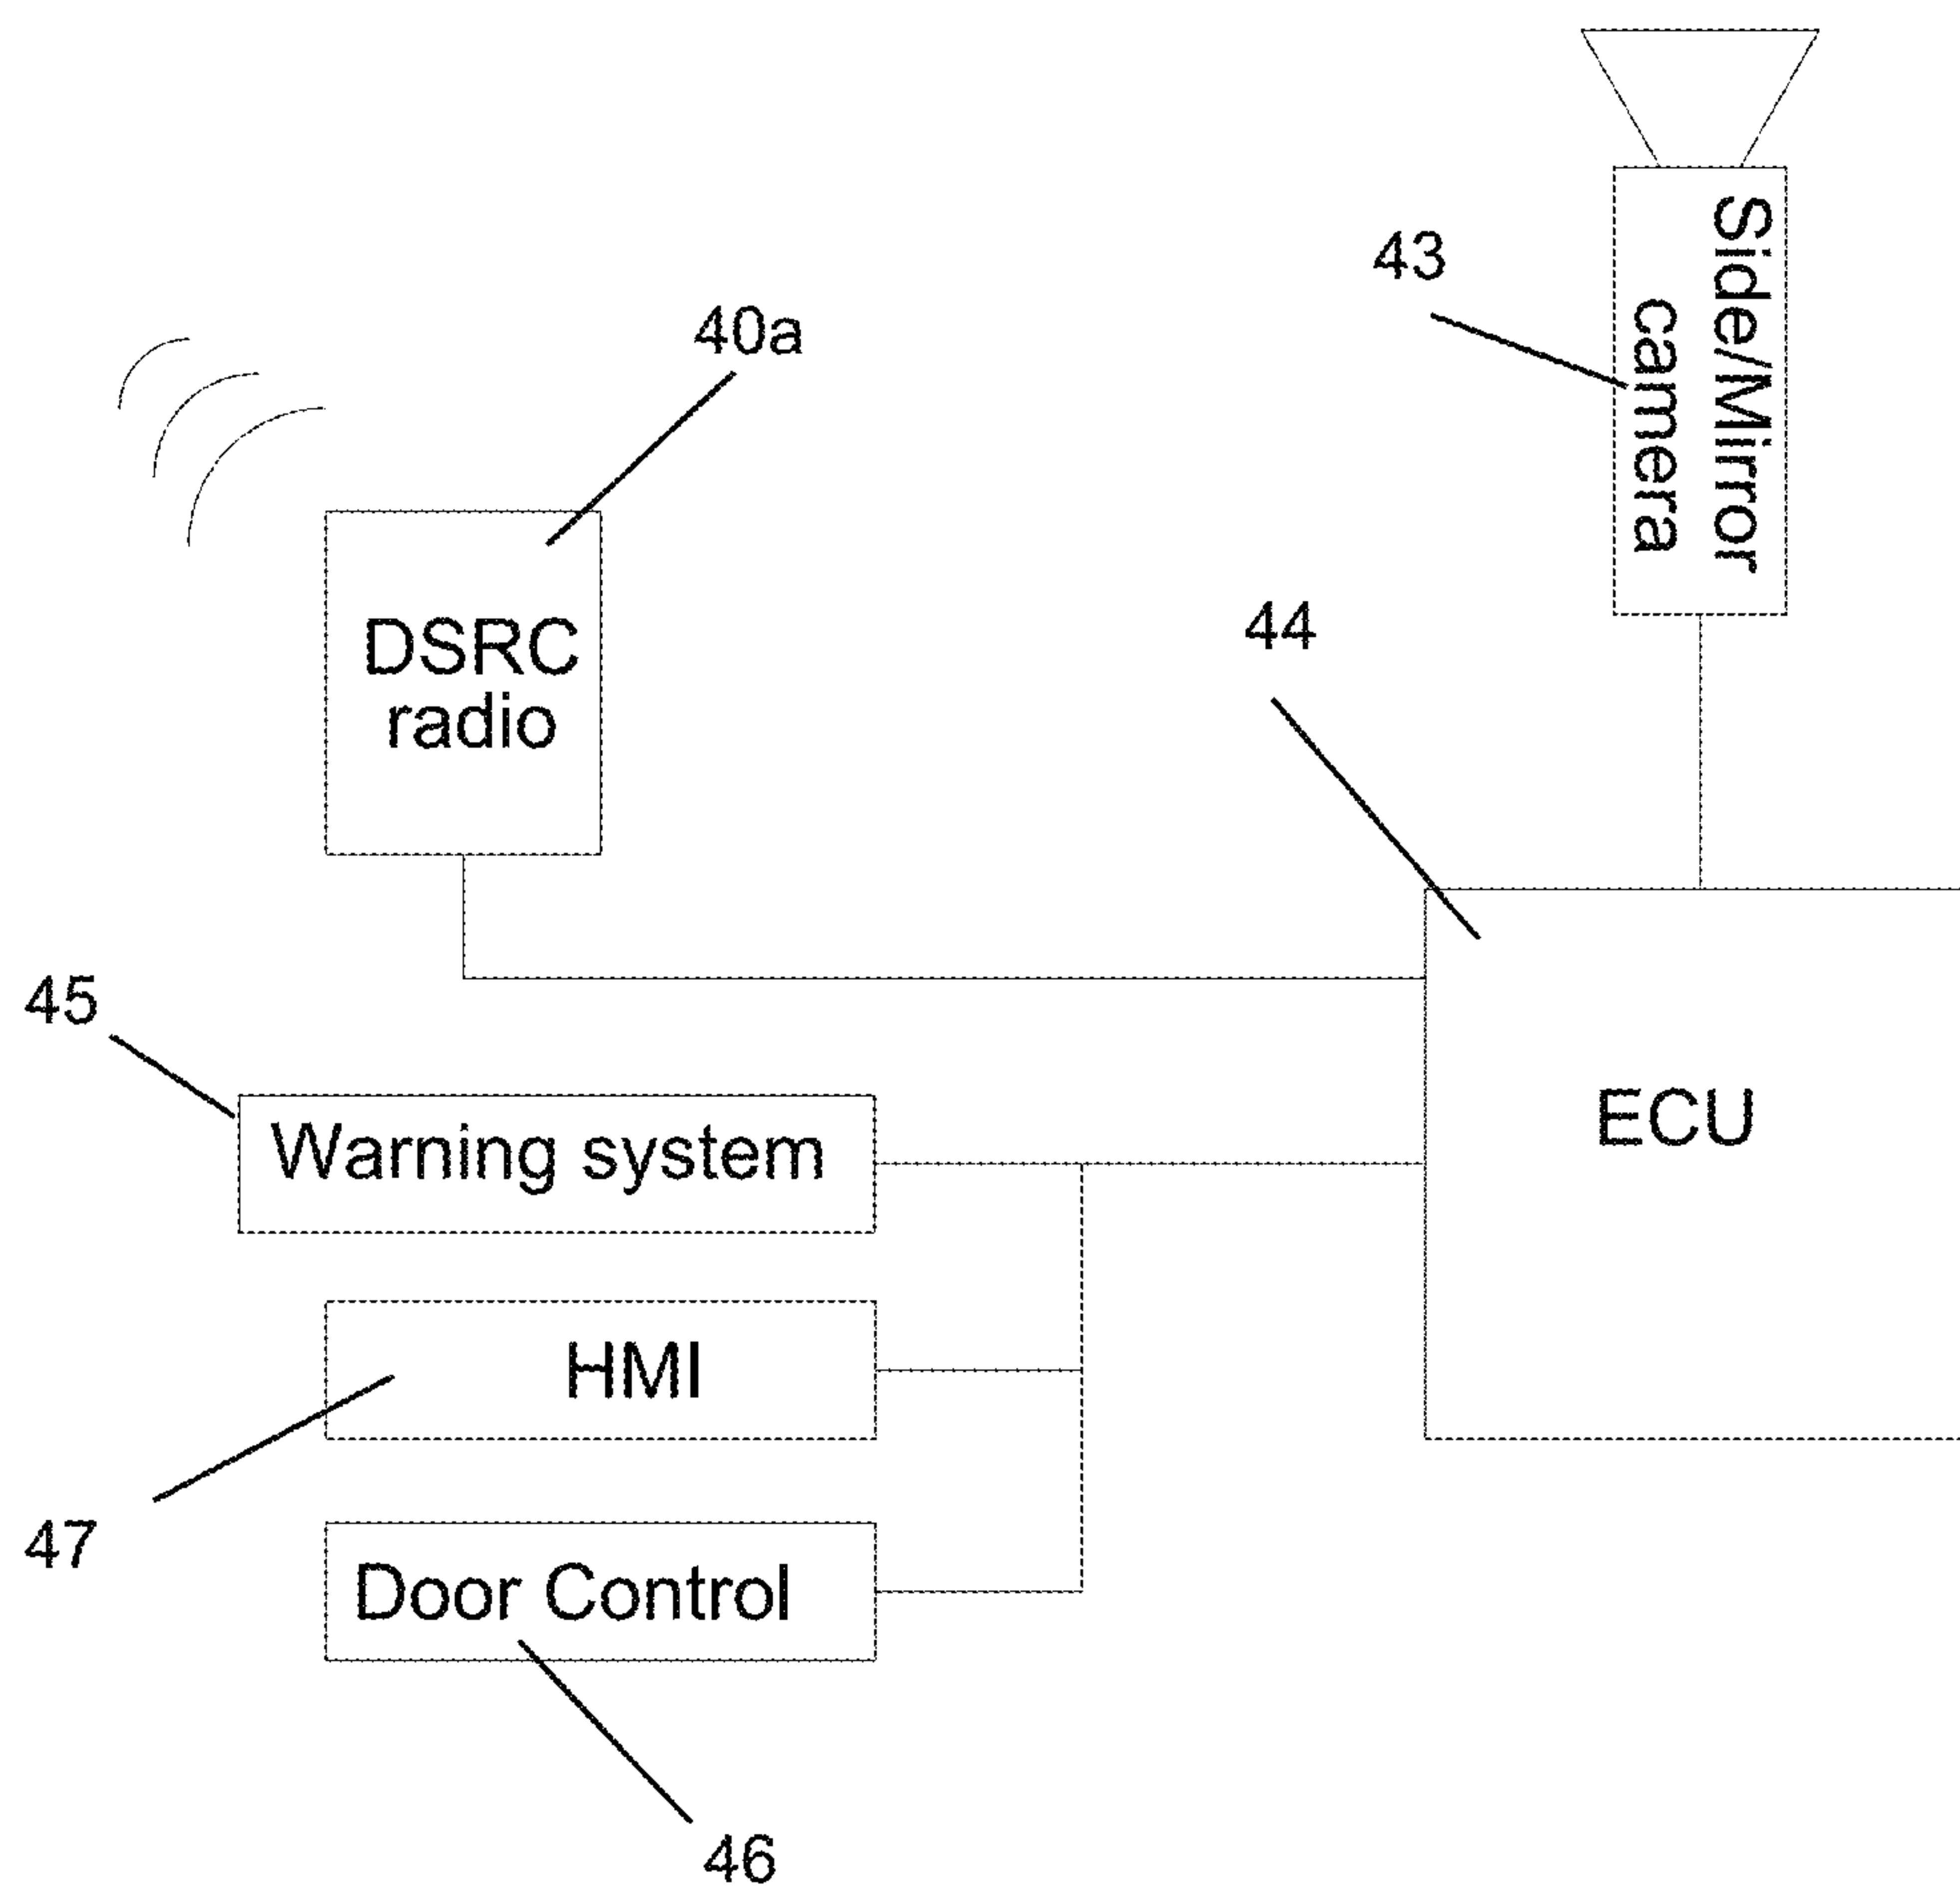 43
Side/Mirror
camera
40a
DSRC
radio
44
45
Warning system
ECU
HMI
47
Door Control
46